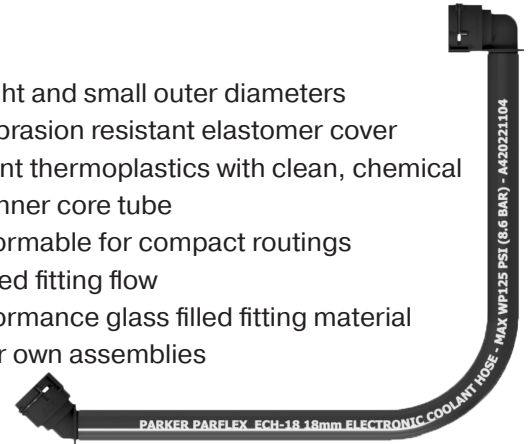 ght and small outer diameters
brasion resistant elastomer cover
nt thermoplastics with clean, chemical
nner core tube
ormable for compact routings
ed fitting flow
ormance glass filled fitting material
r own assemblies
PARKER PARFLEX ECH-18 18mm ELECTRONIC COOLANT HOSE - MAX WP125 PSI (8.6 BAR) - A420221104